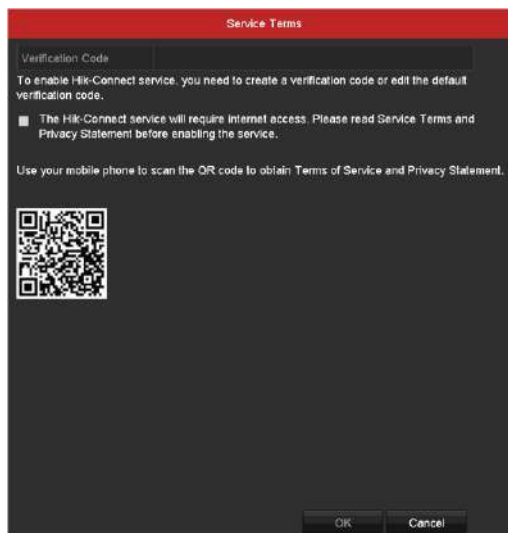 Service Terms
Verification Code
To enable Hik-Connect service, you need to create a verification code or edit the default
verification code.
The Hik-Connect service will require internet access. Please read Service Terms and
Privacy Statement before enabling the service.
Use your mobile phone to scan the QR code to obtain Terms of Service and Privacy Statement.
OK
Cancel